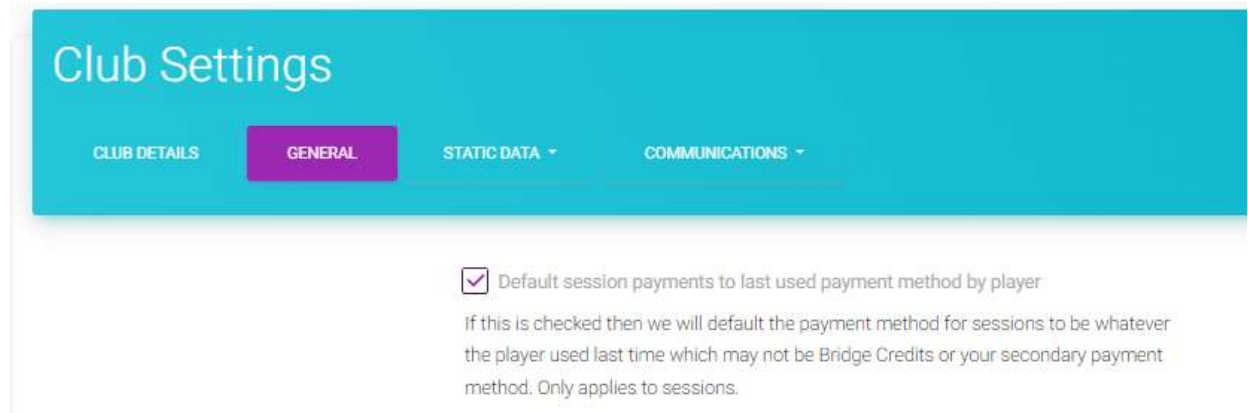 Club Settings
CLUB DETAILS GENERAL STATIC DATA COMMUNICATIONS
Default session payments to last used payment method by player
If this is checked then we will default the payment method for sessions to be whatever
the player used last time which may not be Bridge Credits or your secondary payment
method. Only applies to sessions.